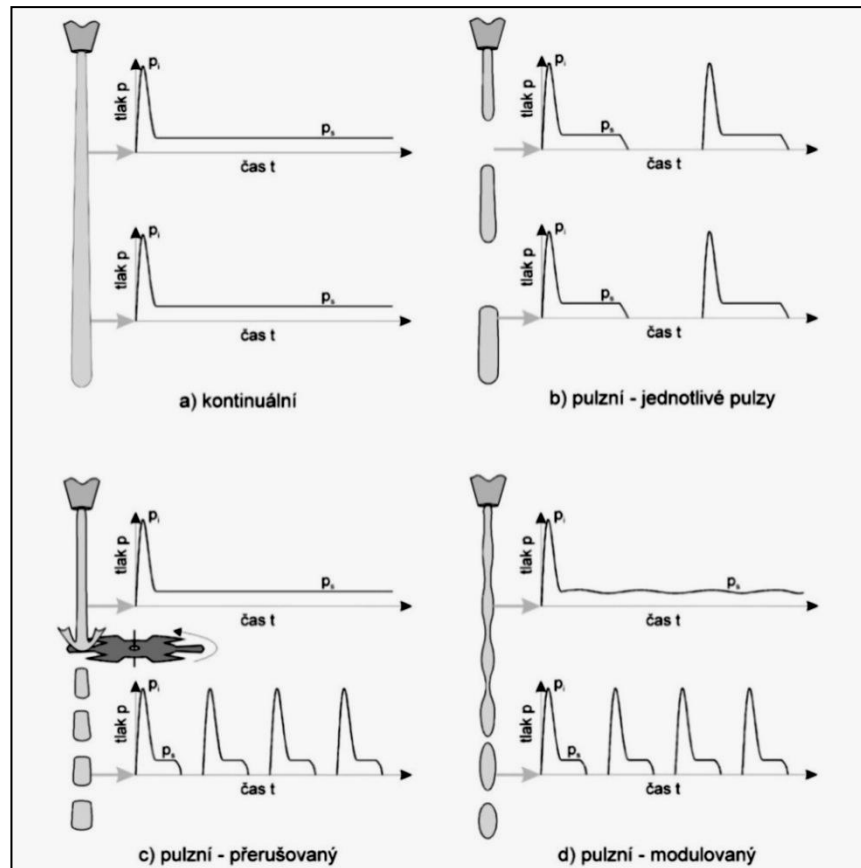 pᵢ
tlak p
pₛ
čas t
pᵢ
tlak p
pₛ
čas t
a) kontinuální
pᵢ
tlak p
pₛ
čas t
pᵢ
tlak p
pₛ
čas t
b) pulzní - jednotlivé pulzy
pᵢ
tlak p
pₛ
čas t
pᵢ
tlak p
pₛ
čas t
c) pulzní - přerušovaný
pᵢ
tlak p
pₛ
čas t
pᵢ
tlak p
pₛ
čas t
d) pulzní - modulovaný